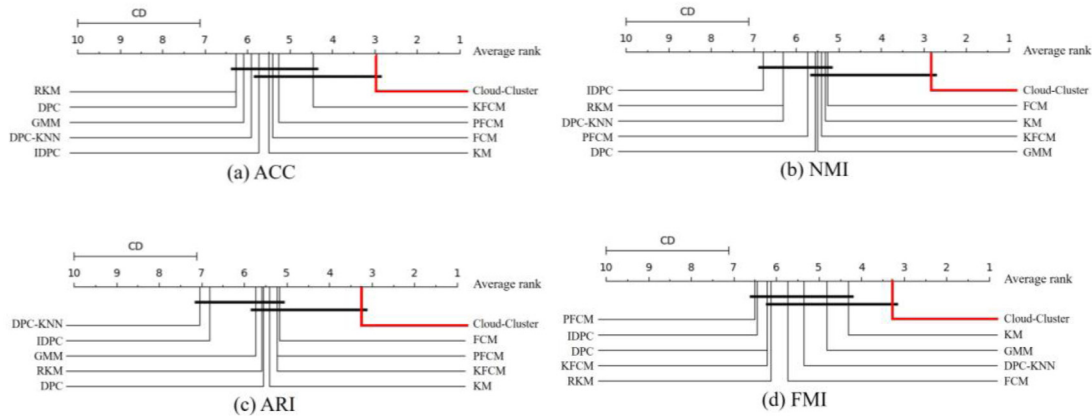 CD
10 9 8 7 6 5 4 3 2 1
Average rank
RKM
DPC
GMM
DPC-KNN
IDPC
Cloud-Cluster
KFCM
PFCM
FCM
KM
(a) ACC
CD
10 9 8 7 6 5 4 3 2 1
Average rank
IDPC
RKM
DPC-KNN
PFCM
DPC
Cloud-Cluster
FCM
KM
KFCM
GMM
(b) NMI
CD
10 9 8 7 6 5 4 3 2 1
Average rank
DPC-KNN
IDPC
GMM
RKM
DPC
Cloud-Cluster
FCM
PFCM
KFCM
KM
(c) ARI
CD
10 9 8 7 6 5 4 3 2 1
Average rank
PFCM
IDPC
DPC
KFCM
RKM
Cloud-Cluster
KM
GMM
DPC-KNN
FCM
(d) FMI